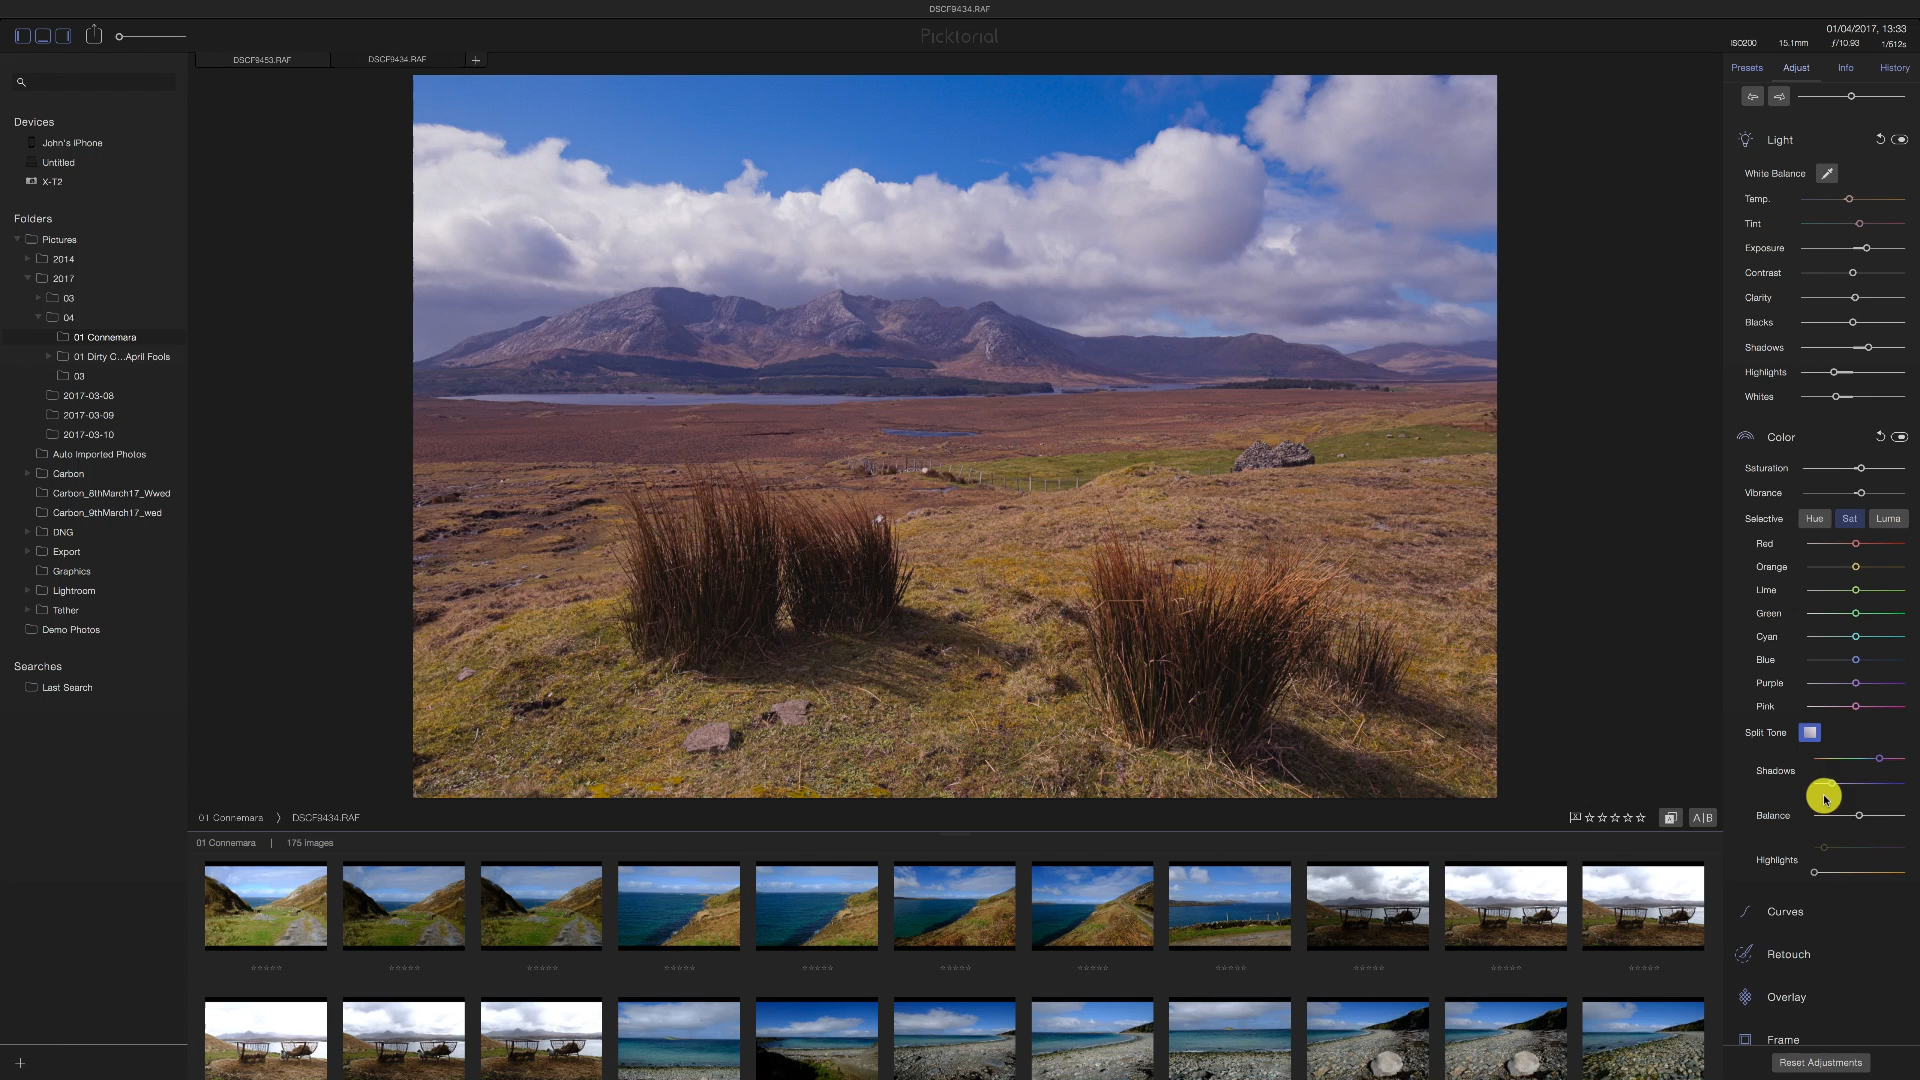 DSCF9434.RAF
Picktorial
01/04/2017, 13:33
ISO200 15.1mm ƒ/10.93 1/512s
DSCF9453.RAF DSCF9434.RAF
Presets Adjust Info History
Devices
John's iPhone
Untitled
X-T2
Folders
Pictures
2014
2017
03
04
01 Connemara
01 Dirty C...April Fools
03
2017-03-08
2017-03-09
2017-03-10
Auto Imported Photos
Carbon
Carbon_8thMarch17_Wwed
Carbon_9thMarch17_wed
DNG
Export
Graphics
Lightroom
Tether
Demo Photos
Searches
Last Search
Light
White Balance
Temp.
Tint
Exposure
Contrast
Clarity
Blacks
Shadows
Highlights
Whites
Color
Saturation
Vibrance
Selective Hue Sat Luma
Red
Orange
Lime
Green
Cyan
Blue
Purple
Pink
Split Tone
Shadows
Balance
Highlights
Curves
Retouch
Overlay
Frame
Reset Adjustments
01 Connemara 〉 DSCF9434.RAF
A|B
01 Connemara | 175 images